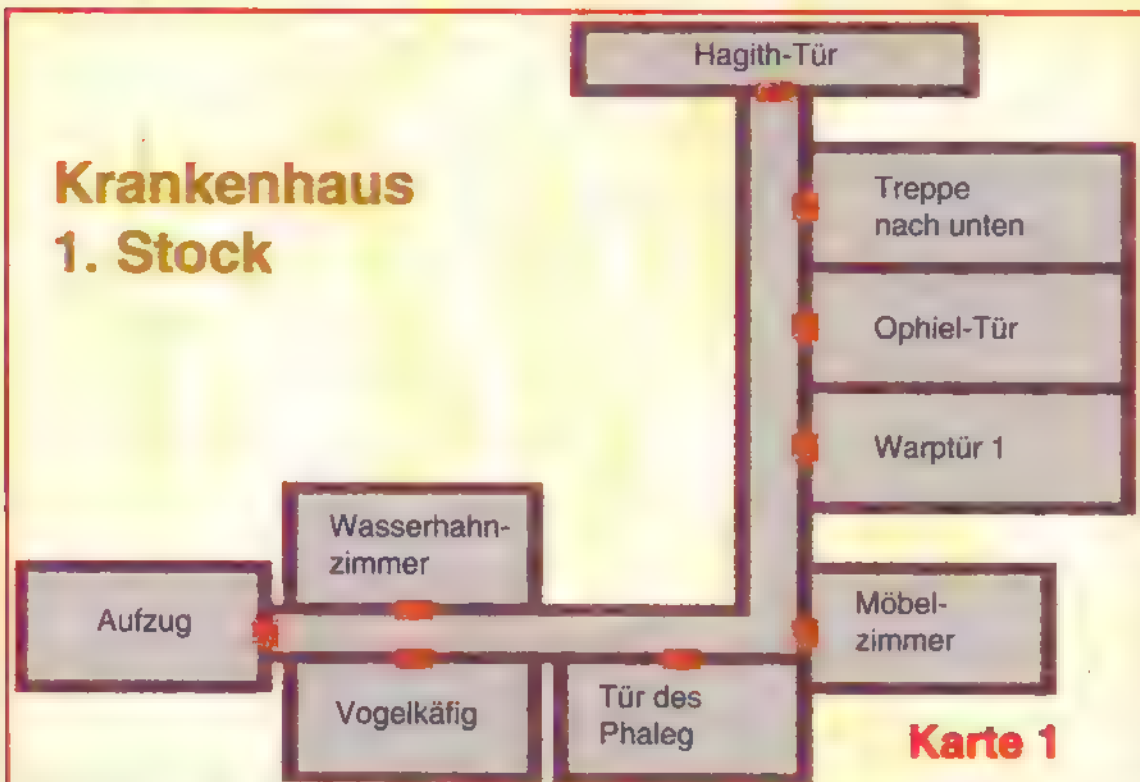 Hagith-Tür
Krankenhaus
1. Stock
Treppe
nach unten
Ophiel-Tür
Warptür 1
Wasserhahn-
zimmer
Aufzug
Möbel-
zimmer
Vogelkäfig
Tür des
Phaleg
Karte 1